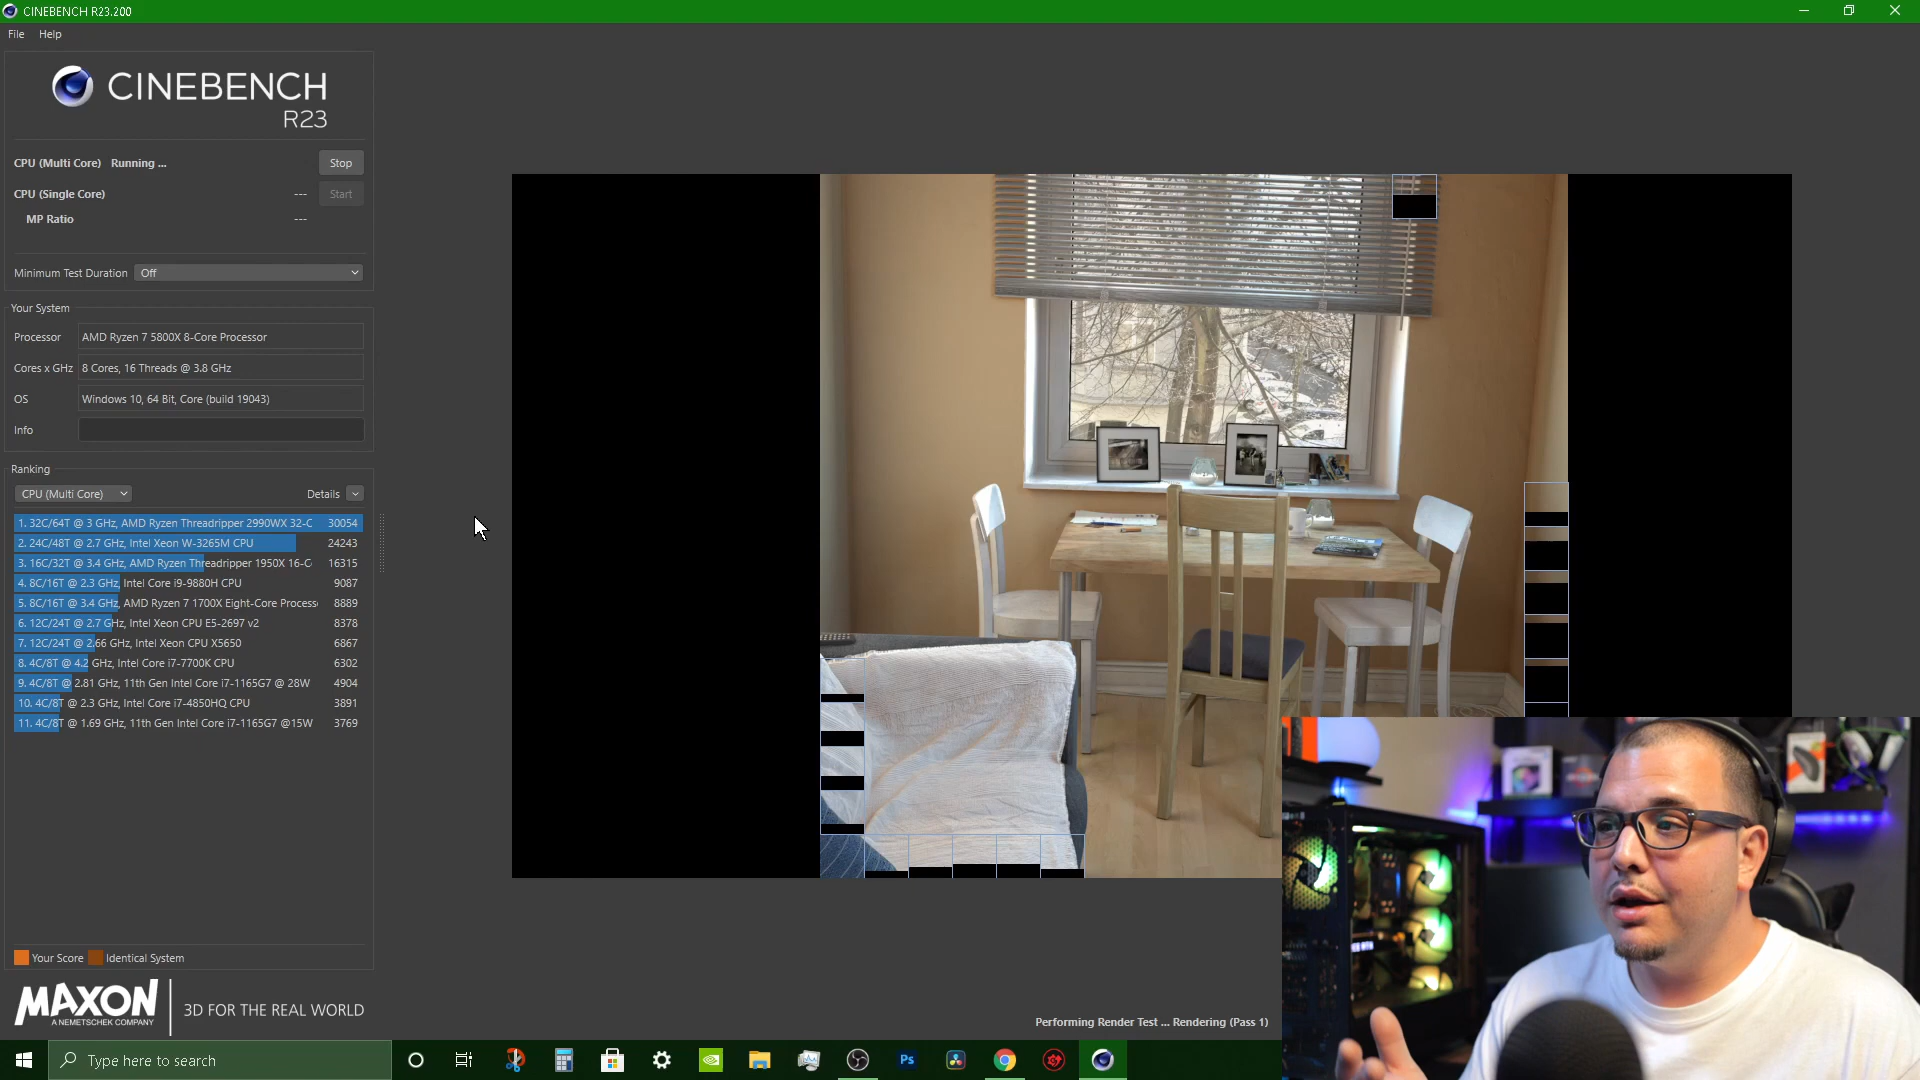 CINEBENCH R23.200
File Help
CINEBENCH
R23
CPU (Multi Core) Running ... Stop
CPU (Single Core) --- Start
MP Ratio ---
Minimum Test Duration Off
Your System
Processor AMD Ryzen 7 5800X 8-Core Processor
Cores x GHz 8 Cores, 16 Threads @ 3.8 GHz
OS Windows 10, 64 Bit, Core (build 19043)
Info
Ranking
CPU (Multi Core) Details
1. 32C/64T @ 3 GHz, AMD Ryzen Threadripper 2990WX 32-C 30054
2. 24C/48T @ 2.7 GHz, Intel Xeon W-3265M CPU 24243
3. 16C/32T @ 3.4 GHz, AMD Ryzen Threadripper 1950X 16-C 16315
4. 8C/16T @ 2.3 GHz, Intel Core i9-9880H CPU 9087
5. 8C/16T @ 3.4 GHz, AMD Ryzen 7 1700X Eight-Core Process 8889
6. 12C/24T @ 2.7 GHz, Intel Xeon CPU E5-2697 v2 8378
7. 12C/24T @ 2.66 GHz, Intel Xeon CPU X5650 6867
8. 4C/8T @ 4.2 GHz, Intel Core i7-7700K CPU 6302
9. 4C/8T @ 2.81 GHz, 11th Gen Intel Core i7-1165G7 @ 28W 4904
10. 4C/8T @ 2.3 GHz, Intel Core i7-4850HQ CPU 3891
11. 4C/8T @ 1.69 GHz, 11th Gen Intel Core i7-1165G7 @15W 3769
Your Score Identical System
MAXON
A NEMETSCHEK COMPANY
3D FOR THE REAL WORLD
Performing Render Test ... Rendering (Pass 1)
Type here to search
Ps